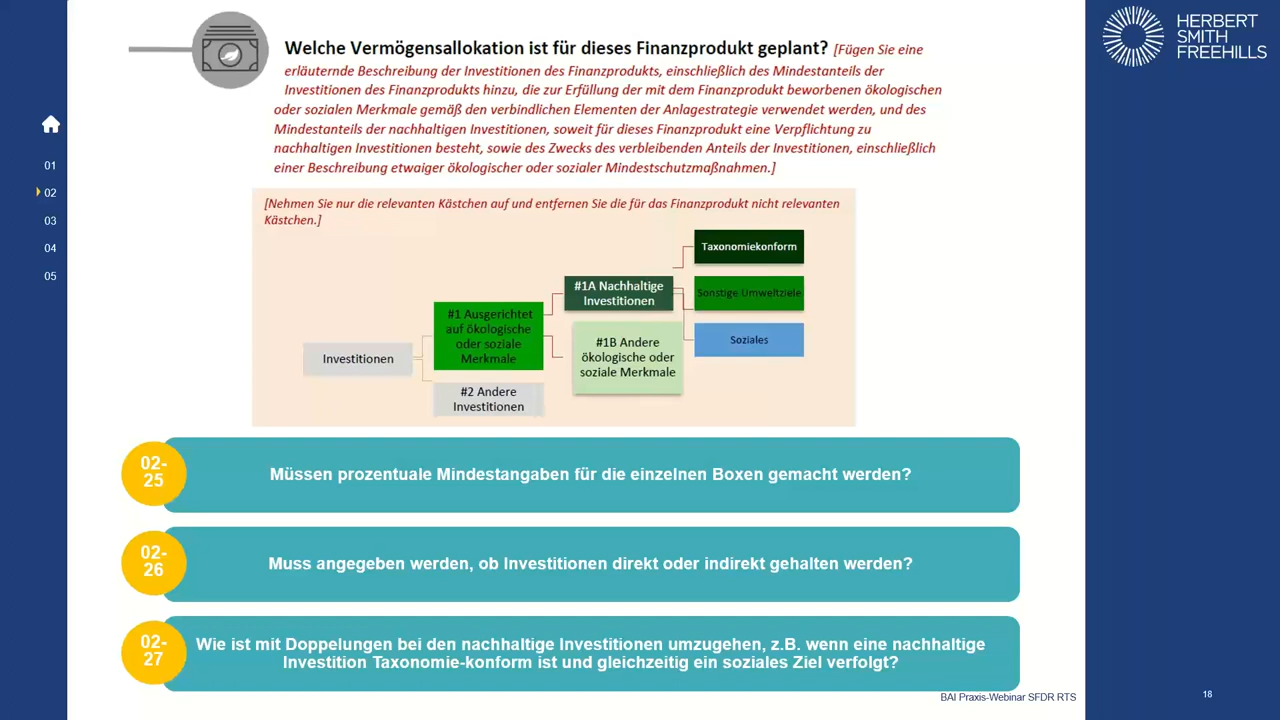 HERBERT
SMITH
FREEHILLS
01
02
03
04
05
Welche Vermögensallokation ist für dieses Finanzprodukt geplant? [Fügen Sie eine
erläuternde Beschreibung der Investitionen des Finanzprodukts, einschließlich des Mindestanteils der
Investitionen des Finanzprodukts hinzu, die zur Erfüllung der mit dem Finanzprodukt beworbenen ökologischen
oder sozialen Merkmale gemäß den verbindlichen Elementen der Anlagestrategie verwendet werden, und des
Mindestanteils der nachhaltigen Investitionen, soweit für dieses Finanzprodukt eine Verpflichtung zu
nachhaltigen Investitionen besteht, sowie des Zwecks des verbleibenden Anteils der Investitionen, einschließlich
einer Beschreibung etwaiger ökologischer oder sozialer Mindestschutzmaßnahmen.]
[Nehmen Sie nur die relevanten Kästchen auf und entfernen Sie die für das Finanzprodukt nicht relevanten
Kästchen.]
Investitionen
#1 Ausgerichtet
auf ökologische
oder soziale
Merkmale
#2 Andere
Investitionen
#1A Nachhaltige
Investitionen
#1B Andere
ökologische oder
soziale Merkmale
Taxonomiekonform
Sonstige Umweltziele
Soziales
02-
25
Müssen prozentuale Mindestangaben für die einzelnen Boxen gemacht werden?
02-
26
Muss angegeben werden, ob Investitionen direkt oder indirekt gehalten werden?
02-
27
Wie ist mit Doppelungen bei den nachhaltige Investitionen umzugehen, z.B. wenn eine nachhaltige
Investition Taxonomie-konform ist und gleichzeitig ein soziales Ziel verfolgt?
BAI Praxis-Webinar SFDR RTS
18